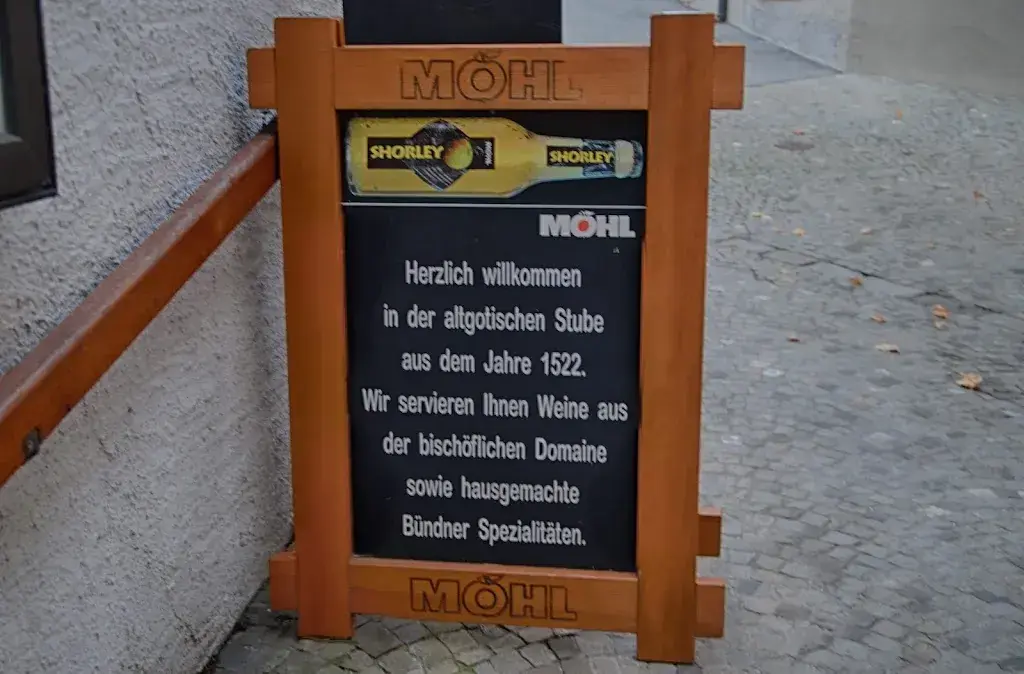 MÖHL
SHORLEY
SHORLEY
MÖHL
Herzlich willkommen
in der altgotischen Stube
aus dem Jahre 1522.
Wir servieren Ihnen Weine aus
der bischöflichen Domaine
sowie hausgemachte
Bündner Spezialitäten.
MÖHL